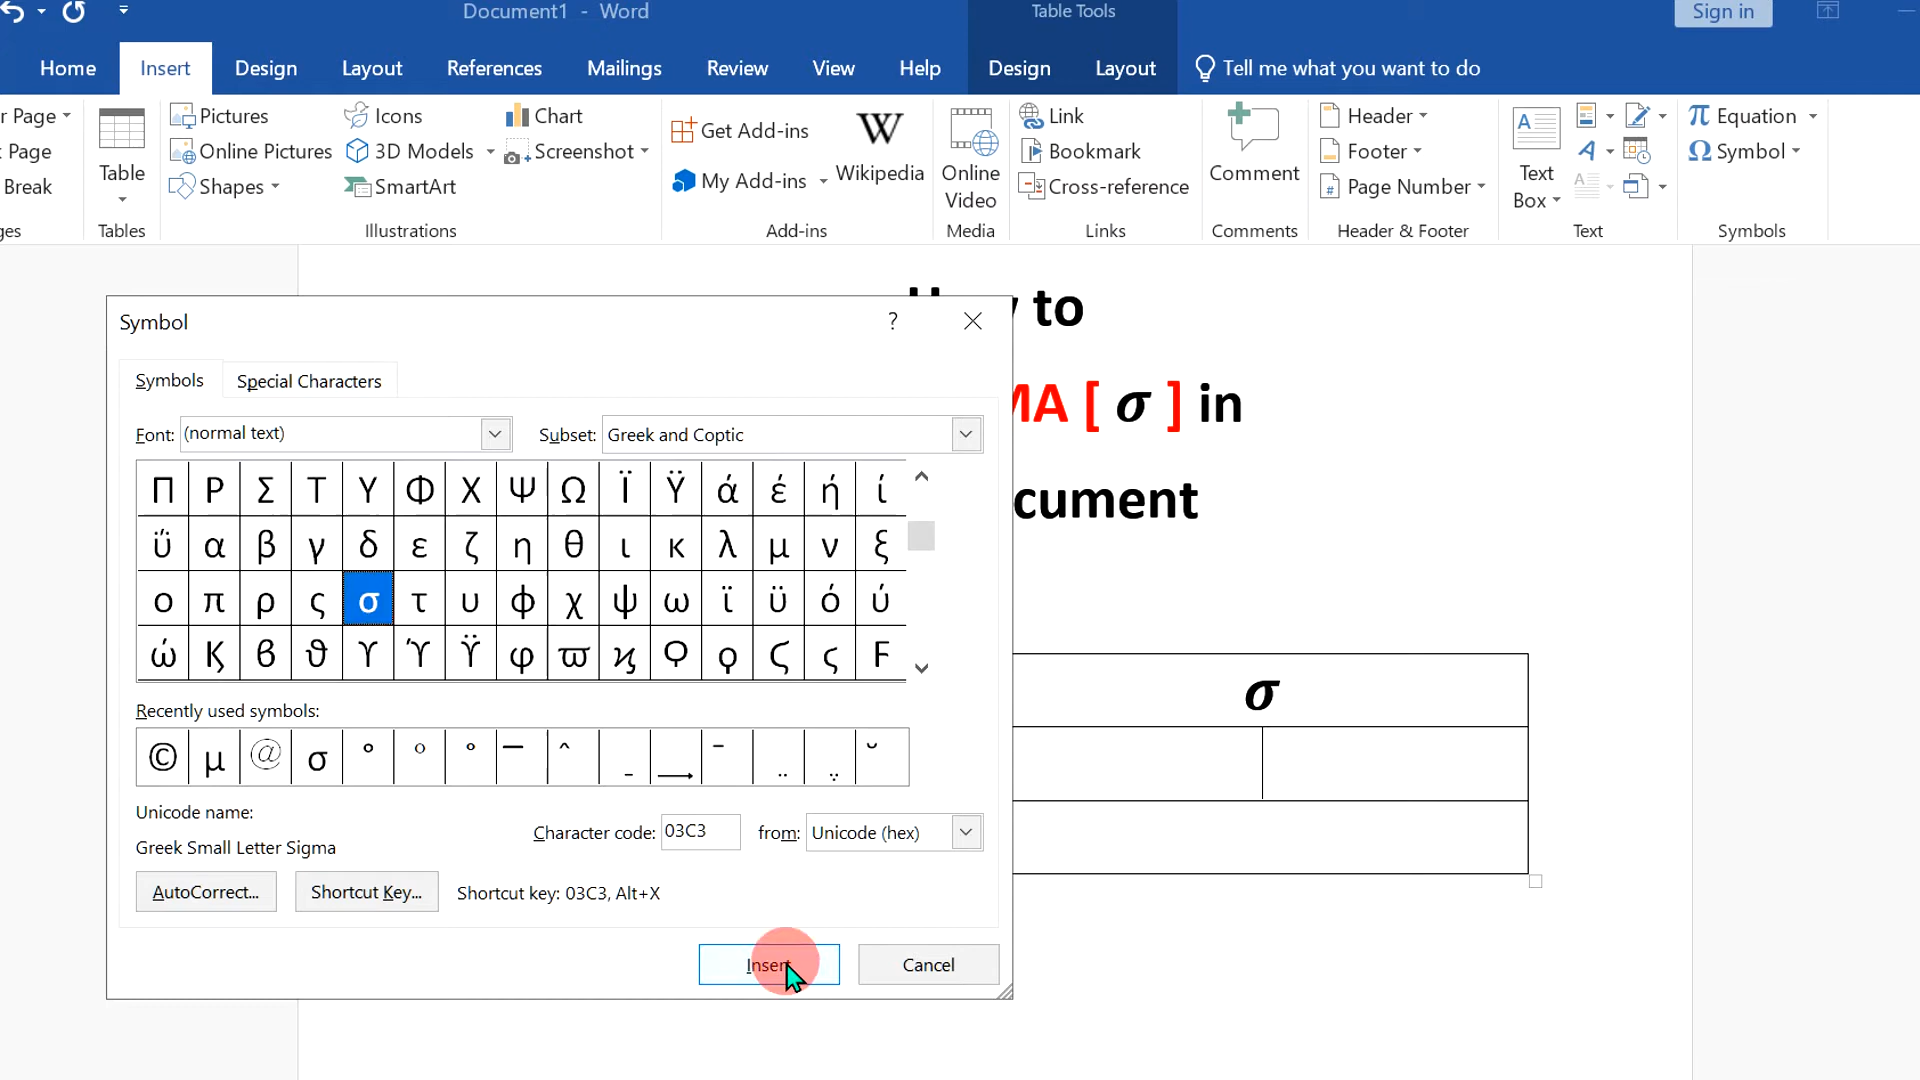 Document1 - Word
Table Tools
Sign in
Home Insert Design Layout References Mailings Review View Help Design Layout Tell me what you want to do
r Page
Page
Break
Table
Pictures
Online Pictures
Shapes
Icons
3D Models
SmartArt
Chart
Screenshot
Get Add-ins
My Add-ins
W
Wikipedia
Online
Video
Link
Bookmark
Cross-reference
Comment
Header
Footer
Page Number
A
Text
Box
A
A
π Equation
Ω Symbol
ges
Tables
Illustrations
Add-ins
Media
Links
Comments
Header & Footer
Text
Symbols
to
MA [ σ ] in
cument
σ
Symbol
?
Symbols Special Characters
Font: (normal text) Subset: Greek and Coptic
Π Ρ Σ Τ Υ Φ Χ Ψ Ω Ϊ Ϋ ά έ ή ί
ΰ α β γ δ ε ζ η θ ι κ λ μ ν ξ
ο π ρ ς σ τ υ φ χ ψ ω ϊ ϋ ό ύ
ώ Ϗ ϐ ϑ ϒ ϓ ϔ ϕ ϖ ϗ Ϙ ϙ Ϛ ϛ Ϝ
Recently used symbols:
© μ @ σ ° ° °
Unicode name:
Greek Small Letter Sigma
Character code: 03C3 from: Unicode (hex)
AutoCorrect... Shortcut Key... Shortcut key: 03C3, Alt+X
Insert Cancel